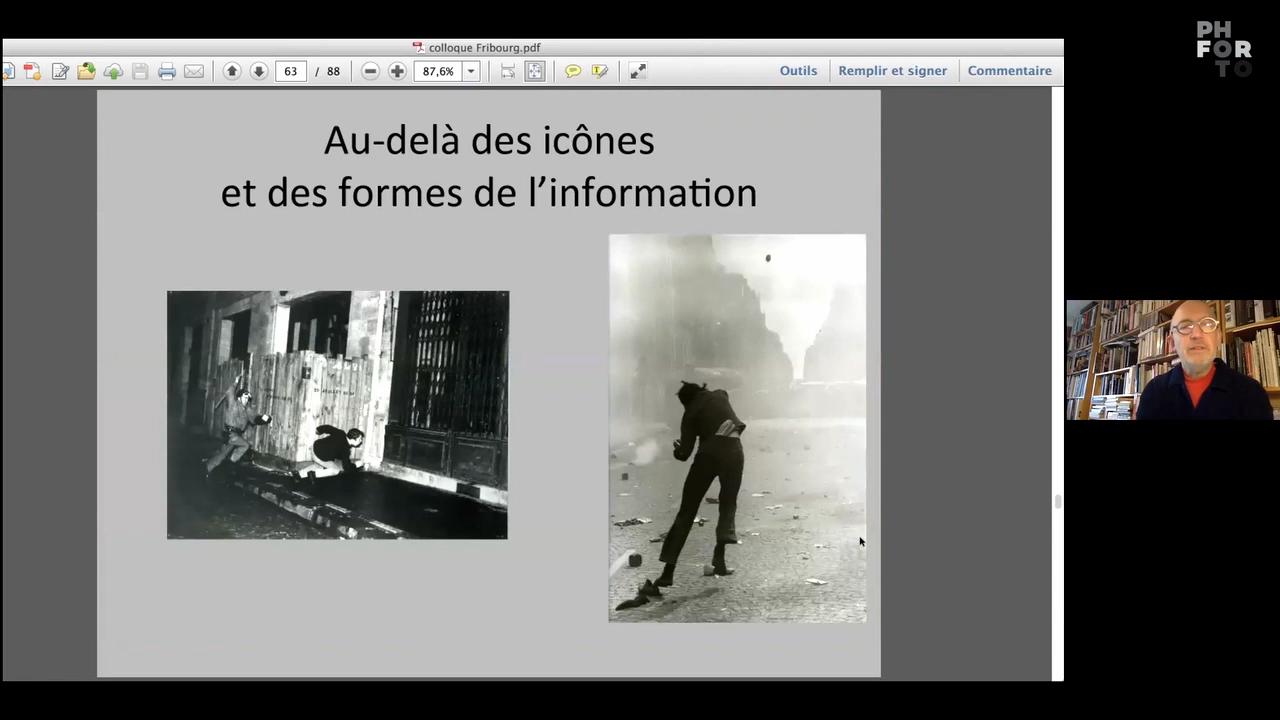 colloque Fribourg.pdf
63 / 88 87,6% Outils Remplir et signer Commentaire
Au-delà des icônes
et des formes de l’information
PH
FOR
TO